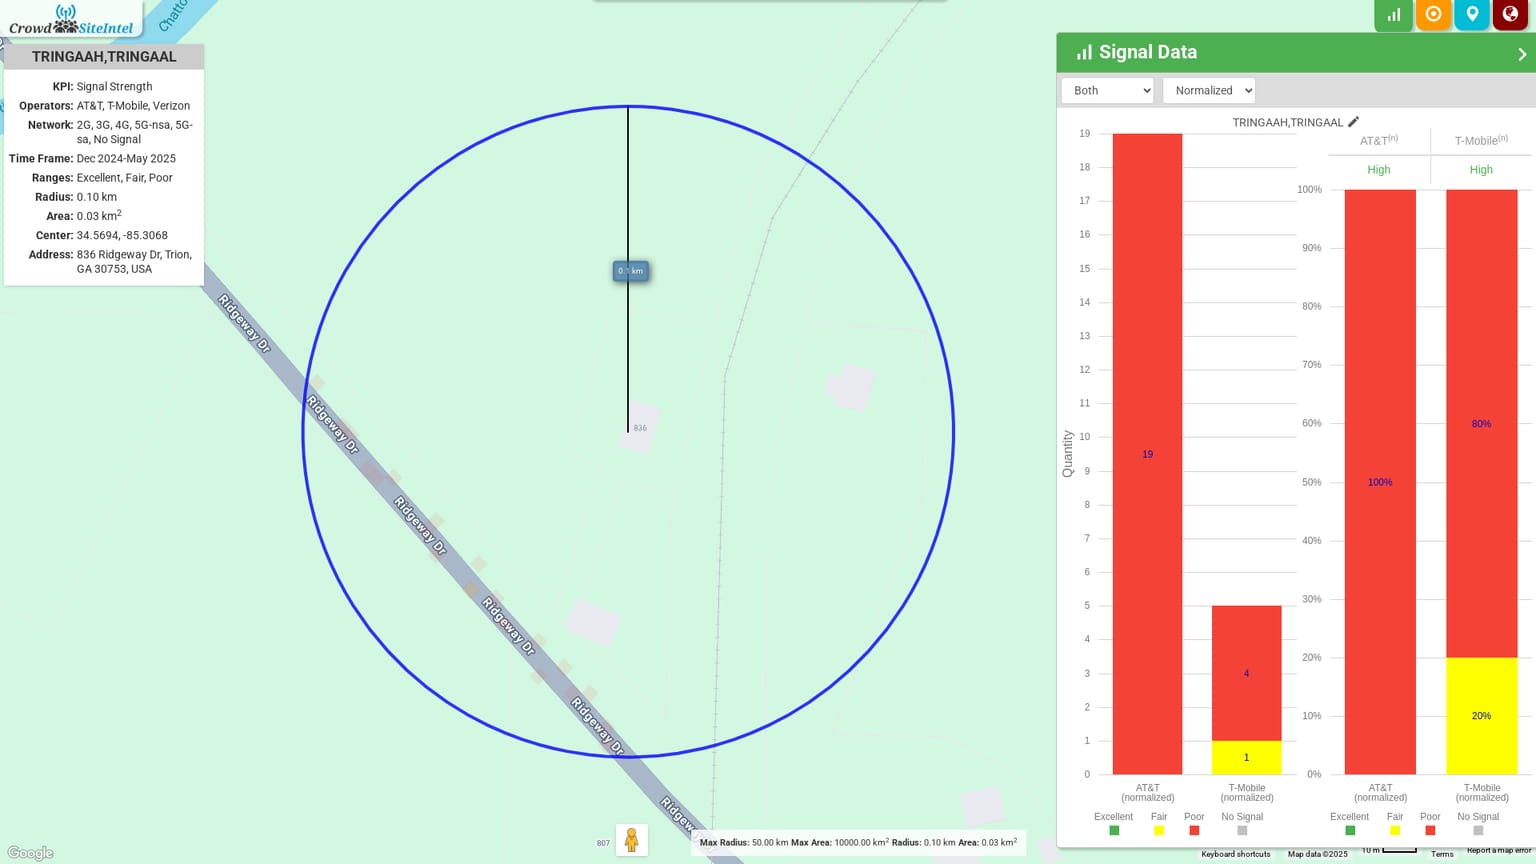 Crowd SiteIntel
TRINGAAH,TRINGAAL
KPI: Signal Strength
Operators: AT&T, T-Mobile, Verizon
Network: 2G, 3G, 4G, 5G-nsa, 5G-
sa, No Signal
Time Frame: Dec 2024-May 2025
Ranges: Excellent, Fair, Poor
Radius: 0.10 km
Area: 0.03 km²
Center: 34.5694, -85.3068
Address: 836 Ridgeway Dr, Trion,
GA 30753, USA
Chatto
0.1 km
836
Ridgeway Dr
Ridgeway Dr
Ridgeway Dr
Ridgeway Dr
Ridgeway Dr
807
Google
Max Radius: 50.00 km Max Area: 10000.00 km² Radius: 0.10 km Area: 0.03 km²
Signal Data
Both
Normalized
TRINGAAH,TRINGAAL
Quantity
19
18
17
16
15
14
13
12
11
10
9
8
7
6
5
4
3
2
1
0
19
4
1
AT&T
(normalized)
T-Mobile
(normalized)
Excellent Fair Poor No Signal
AT&T(n) T-Mobile(n)
High High
100%
90%
80%
70%
60%
50%
40%
30%
20%
10%
0%
100%
80%
20%
AT&T
(normalized)
T-Mobile
(normalized)
Excellent Fair Poor No Signal
Keyboard shortcuts Map data ©2025 10 m Terms Report a map error